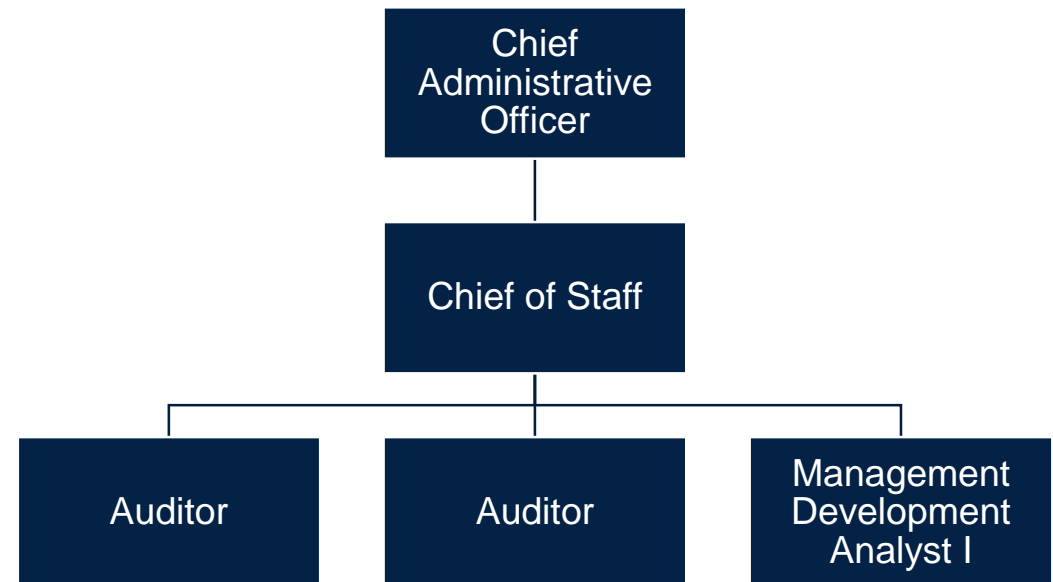 Chief
Administrative
Officer
Chief of Staff
Auditor
Auditor
Management
Development
Analyst I